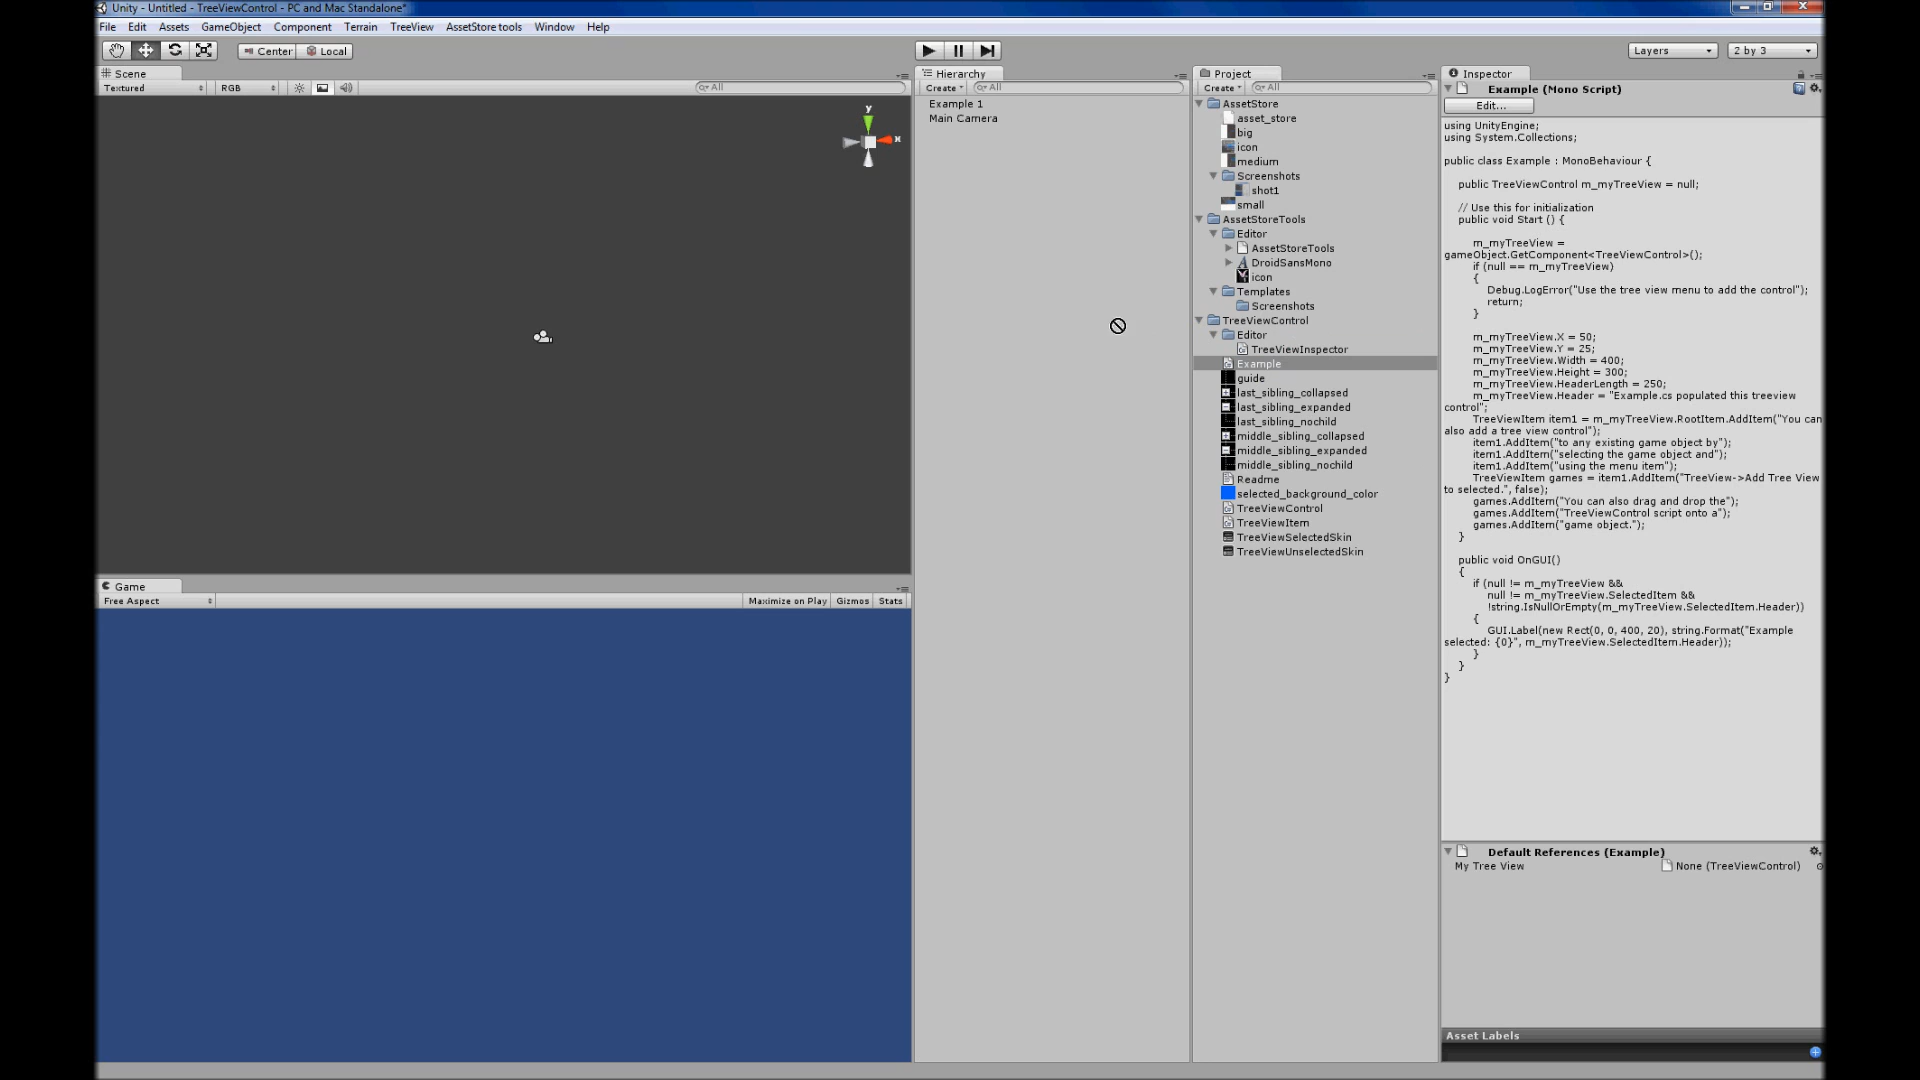 Unity - Untitled - TreeViewControl - PC and Mac Standalone*
File Edit Assets GameObject Component Terrain TreeView AssetStore tools Window Help
Center Local
Layers 2 by 3
Scene
Textured RGB All
y
x
Game
Free Aspect Maximize on Play Gizmos Stats
Hierarchy
Create All
Example 1
Main Camera
Project
Create All
AssetStore
asset_store
big
icon
medium
Screenshots
shot1
small
AssetStoreTools
Editor
AssetStoreTools
DroidSansMono
icon
Templates
Screenshots
TreeViewControl
Editor
TreeViewInspector
Example
guide
last_sibling_collapsed
last_sibling_expanded
last_sibling_nochild
middle_sibling_collapsed
middle_sibling_expanded
middle_sibling_nochild
Readme
selected_background_color
TreeViewControl
TreeViewItem
TreeViewSelectedSkin
TreeViewUnselectedSkin
Inspector
Example (Mono Script)
Edit...
using UnityEngine;
using System.Collections;
public class Example : MonoBehaviour {
public TreeViewControl m_myTreeView = null;
// Use this for initialization
public void Start () {
m_myTreeView =
gameObject.GetComponent<TreeViewControl>();
if (null == m_myTreeView)
{
Debug.LogError("Use the tree view menu to add the control");
return;
}
m_myTreeView.X = 50;
m_myTreeView.Y = 25;
m_myTreeView.Width = 400;
m_myTreeView.Height = 300;
m_myTreeView.HeaderLength = 250;
m_myTreeView.Header = "Example.cs populated this treeview
control";
TreeViewItem item1 = m_myTreeView.RootItem.AddItem("You can
also add a tree view control");
item1.AddItem("to any existing game object by");
item1.AddItem("selecting the game object and");
item1.AddItem("using the menu item");
TreeViewItem games = item1.AddItem("TreeView->Add Tree View
to selected.", false);
games.AddItem("You can also drag and drop the");
games.AddItem("TreeViewControl script onto a");
games.AddItem("game object.");
}
public void OnGUI()
{
if (null != m_myTreeView &&
null != m_myTreeView.SelectedItem &&
!string.IsNullOrEmpty(m_myTreeView.SelectedItem.Header))
{
GUI.Label(new Rect(0, 0, 400, 20), string.Format("Example
selected: {0}", m_myTreeView.SelectedItem.Header));
}
}
}
Default References (Example)
My Tree View None (TreeViewControl)
Asset Labels